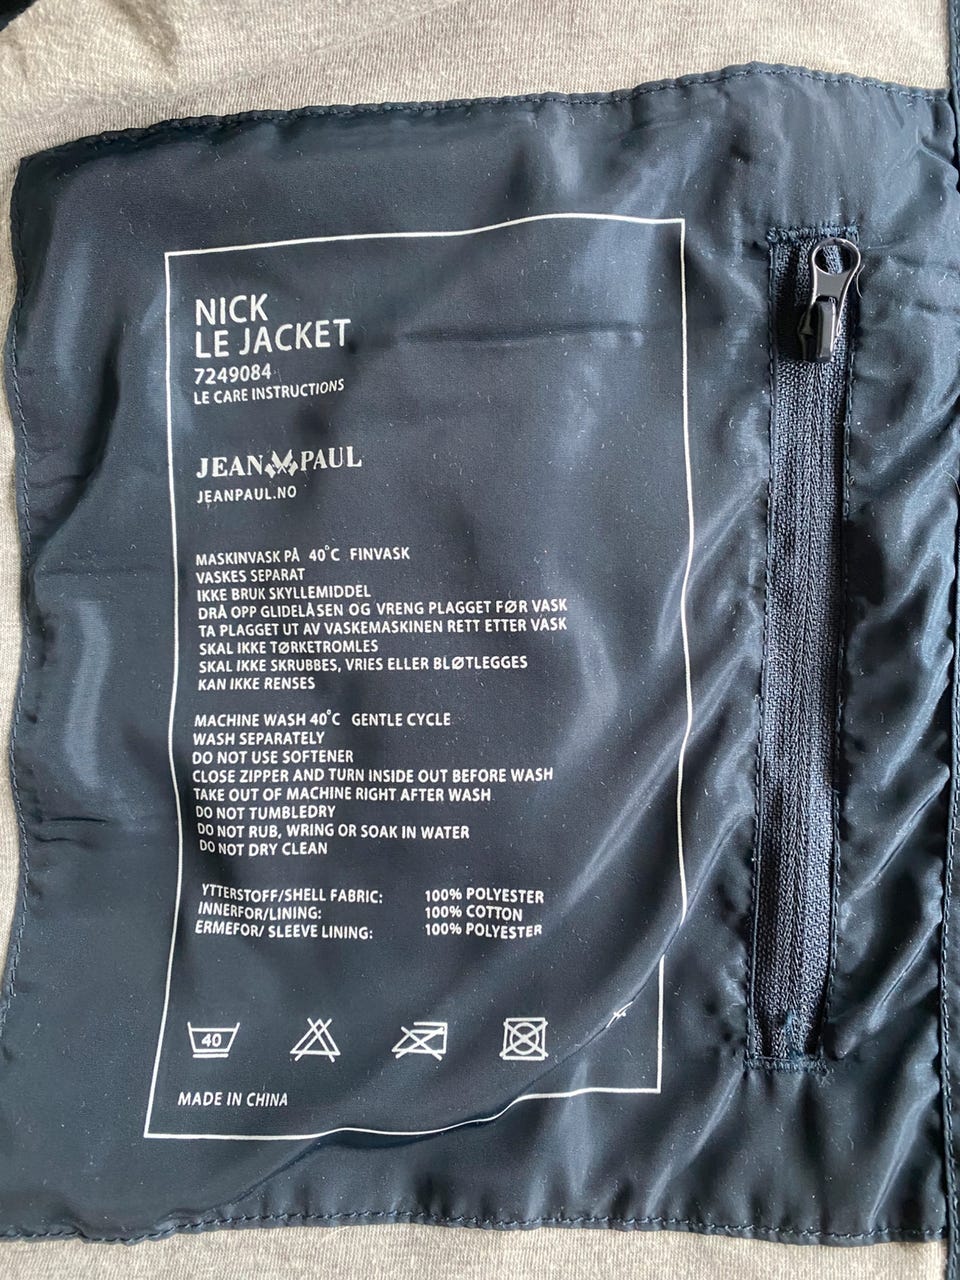 NICK
LE JACKET
7249084
LE CARE INSTRUCTIONS
JEAN PAUL
JEANPAUL.NO
MASKINVASK PÅ 40°C FINVASK
VASKES SEPARAT
IKKE BRUK SKYLLEMIDDEL
DRA OPP GLIDELÅSEN OG VRENG PLAGGET FØR VASK
TA PLAGGET UT AV VASKEMASKINEN RETT ETTER VASK
SKAL IKKE TØRKETROMLES
SKAL IKKE SKRUBBES, VRIES ELLER BLØTLEGGES
KAN IKKE RENSES
MACHINE WASH 40°C GENTLE CYCLE
WASH SEPARATELY
DO NOT USE SOFTENER
CLOSE ZIPPER AND TURN INSIDE OUT BEFORE WASH
TAKE OUT OF MACHINE RIGHT AFTER WASH
DO NOT TUMBLEDRY
DO NOT RUB, WRING OR SOAK IN WATER
DO NOT DRY CLEAN
YTTERSTOFF/SHELL FABRIC: 100% POLYESTER
INNERFOR/LINING: 100% COTTON
ERMEFOR/ SLEEVE LINING: 100% POLYESTER
40
MADE IN CHINA